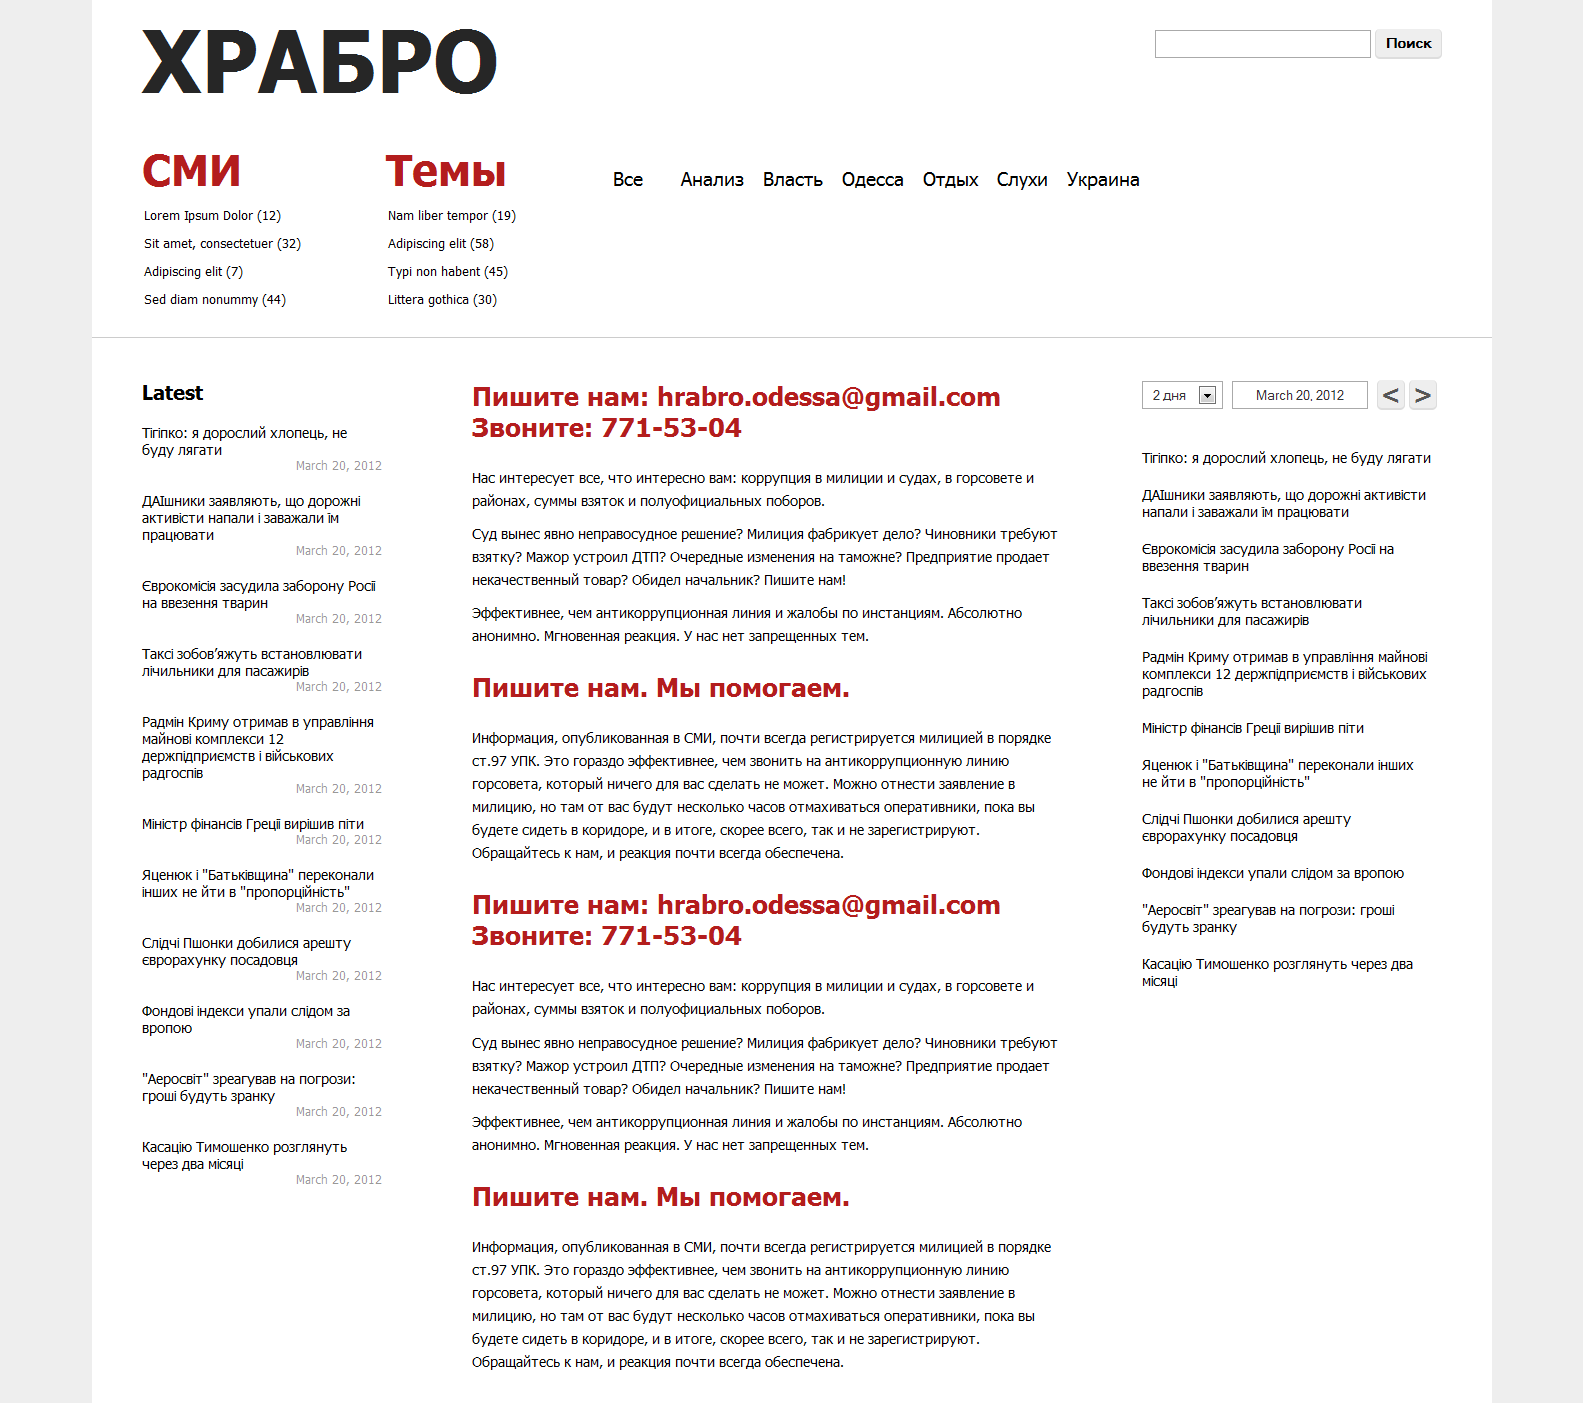 ХРАБРО
Поиск
СМИ
Lorem Ipsum Dolor (12)
Sit amet, consectetuer (32)
Adipiscing elit (7)
Sed diam nonummy (44)
Темы
Nam liber tempor (19)
Adipiscing elit (58)
Typi non habent (45)
Littera gothica (30)
Все Анализ Власть Одесса Отдых Слухи Украина
Latest
Тігіпко: я дорослий хлопець, не
буду лягати
March 20, 2012
ДАІшники заявляють, що дорожні
активісти напали і заважали їм
працювати
March 20, 2012
Єврокомісія засудила заборону Росії
на ввезення тварин
March 20, 2012
Таксі зобов’яжуть встановлювати
лічильники для пасажирів
March 20, 2012
Радмін Криму отримав в управління
майнові комплекси 12
держпідприємств і військових
радгоспів
March 20, 2012
Міністр фінансів Греції вирішив піти
March 20, 2012
Яценюк і "Батьківщина" переконали
інших не йти в "пропорційність"
March 20, 2012
Слідчі Пшонки добилися арешту
єврорахунку посадовця
March 20, 2012
Фондові індекси упали слідом за
вропою
March 20, 2012
"Аеросвіт" зреагував на погрози:
гроші будуть зранку
March 20, 2012
Касацію Тимошенко розглянуть
через два місяці
March 20, 2012
Пишите нам: hrabro.odessa@gmail.com
Звоните: 771-53-04
Нас интересует все, что интересно вам: коррупция в милиции и судах, в горсовете и
районах, суммы взяток и полуофициальных поборов.
Суд вынес явно неправосудное решение? Милиция фабрикует дело? Чиновники требуют
взятку? Мажор устроил ДТП? Очередные изменения на таможне? Предприятие продает
некачественный товар? Обидел начальник? Пишите нам!
Эффективнее, чем антикоррупционная линия и жалобы по инстанциям. Абсолютно
анонимно. Мгновенная реакция. У нас нет запрещенных тем.
Пишите нам. Мы помогаем.
Информация, опубликованная в СМИ, почти всегда регистрируется милицией в порядке
ст.97 УПК. Это гораздо эффективнее, чем звонить на антикоррупционную линию
горсовета, который ничего для вас сделать не может. Можно отнести заявление в
милицию, но там от вас будут несколько часов отмахиваться оперативники, пока вы
будете сидеть в коридоре, и в итоге, скорее всего, так и не зарегистрируют.
Обращайтесь к нам, и реакция почти всегда обеспечена.
Пишите нам: hrabro.odessa@gmail.com
Звоните: 771-53-04
Нас интересует все, что интересно вам: коррупция в милиции и судах, в горсовете и
районах, суммы взяток и полуофициальных поборов.
Суд вынес явно неправосудное решение? Милиция фабрикует дело? Чиновники требуют
взятку? Мажор устроил ДТП? Очередные изменения на таможне? Предприятие продает
некачественный товар? Обидел начальник? Пишите нам!
Эффективнее, чем антикоррупционная линия и жалобы по инстанциям. Абсолютно
анонимно. Мгновенная реакция. У нас нет запрещенных тем.
Пишите нам. Мы помогаем.
Информация, опубликованная в СМИ, почти всегда регистрируется милицией в порядке
ст.97 УПК. Это гораздо эффективнее, чем звонить на антикоррупционную линию
горсовета, который ничего для вас сделать не может. Можно отнести заявление в
милицию, но там от вас будут несколько часов отмахиваться оперативники, пока вы
будете сидеть в коридоре, и в итоге, скорее всего, так и не зарегистрируют.
Обращайтесь к нам, и реакция почти всегда обеспечена.
2 дня March 20, 2012 < >
Тігіпко: я дорослий хлопець, не буду лягати
ДАІшники заявляють, що дорожні активісти
напали і заважали їм працювати
Єврокомісія засудила заборону Росії на
ввезення тварин
Таксі зобов’яжуть встановлювати
лічильники для пасажирів
Радмін Криму отримав в управління майнові
комплекси 12 держпідприємств і військових
радгоспів
Міністр фінансів Греції вирішив піти
Яценюк і "Батьківщина" переконали інших
не йти в "пропорційність"
Слідчі Пшонки добилися арешту
єврорахунку посадовця
Фондові індекси упали слідом за вропою
"Аеросвіт" зреагував на погрози: гроші
будуть зранку
Касацію Тимошенко розглянуть через два
місяці